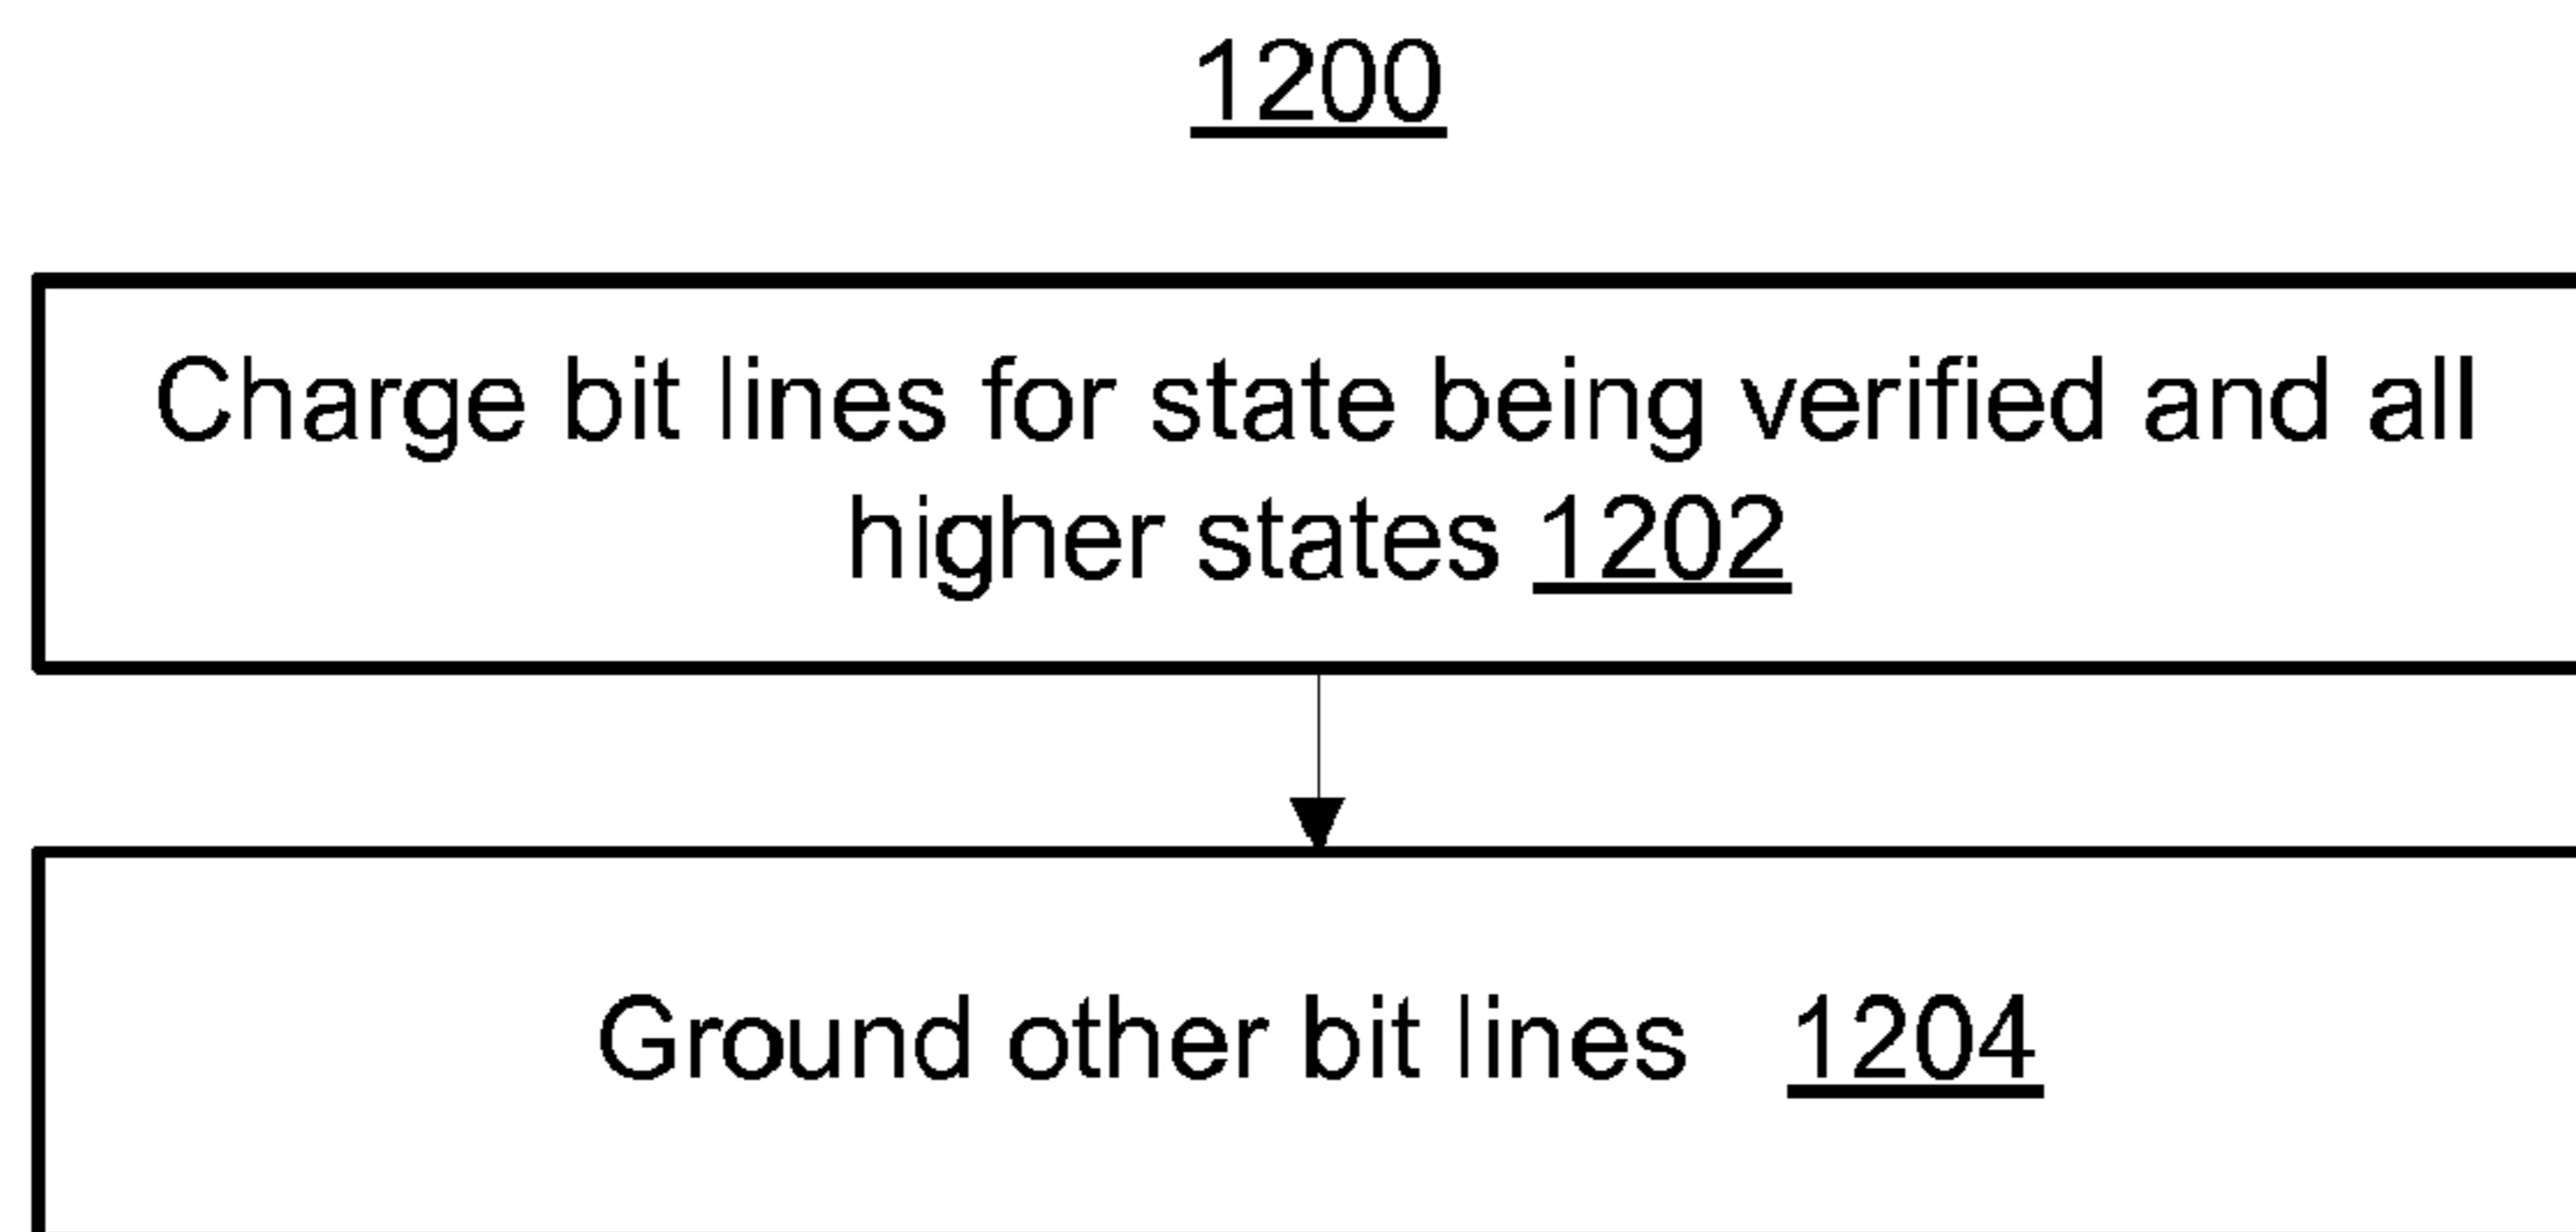 1200
Charge bit lines for state being verified and all
higher states 1202
Ground other bit lines 1204